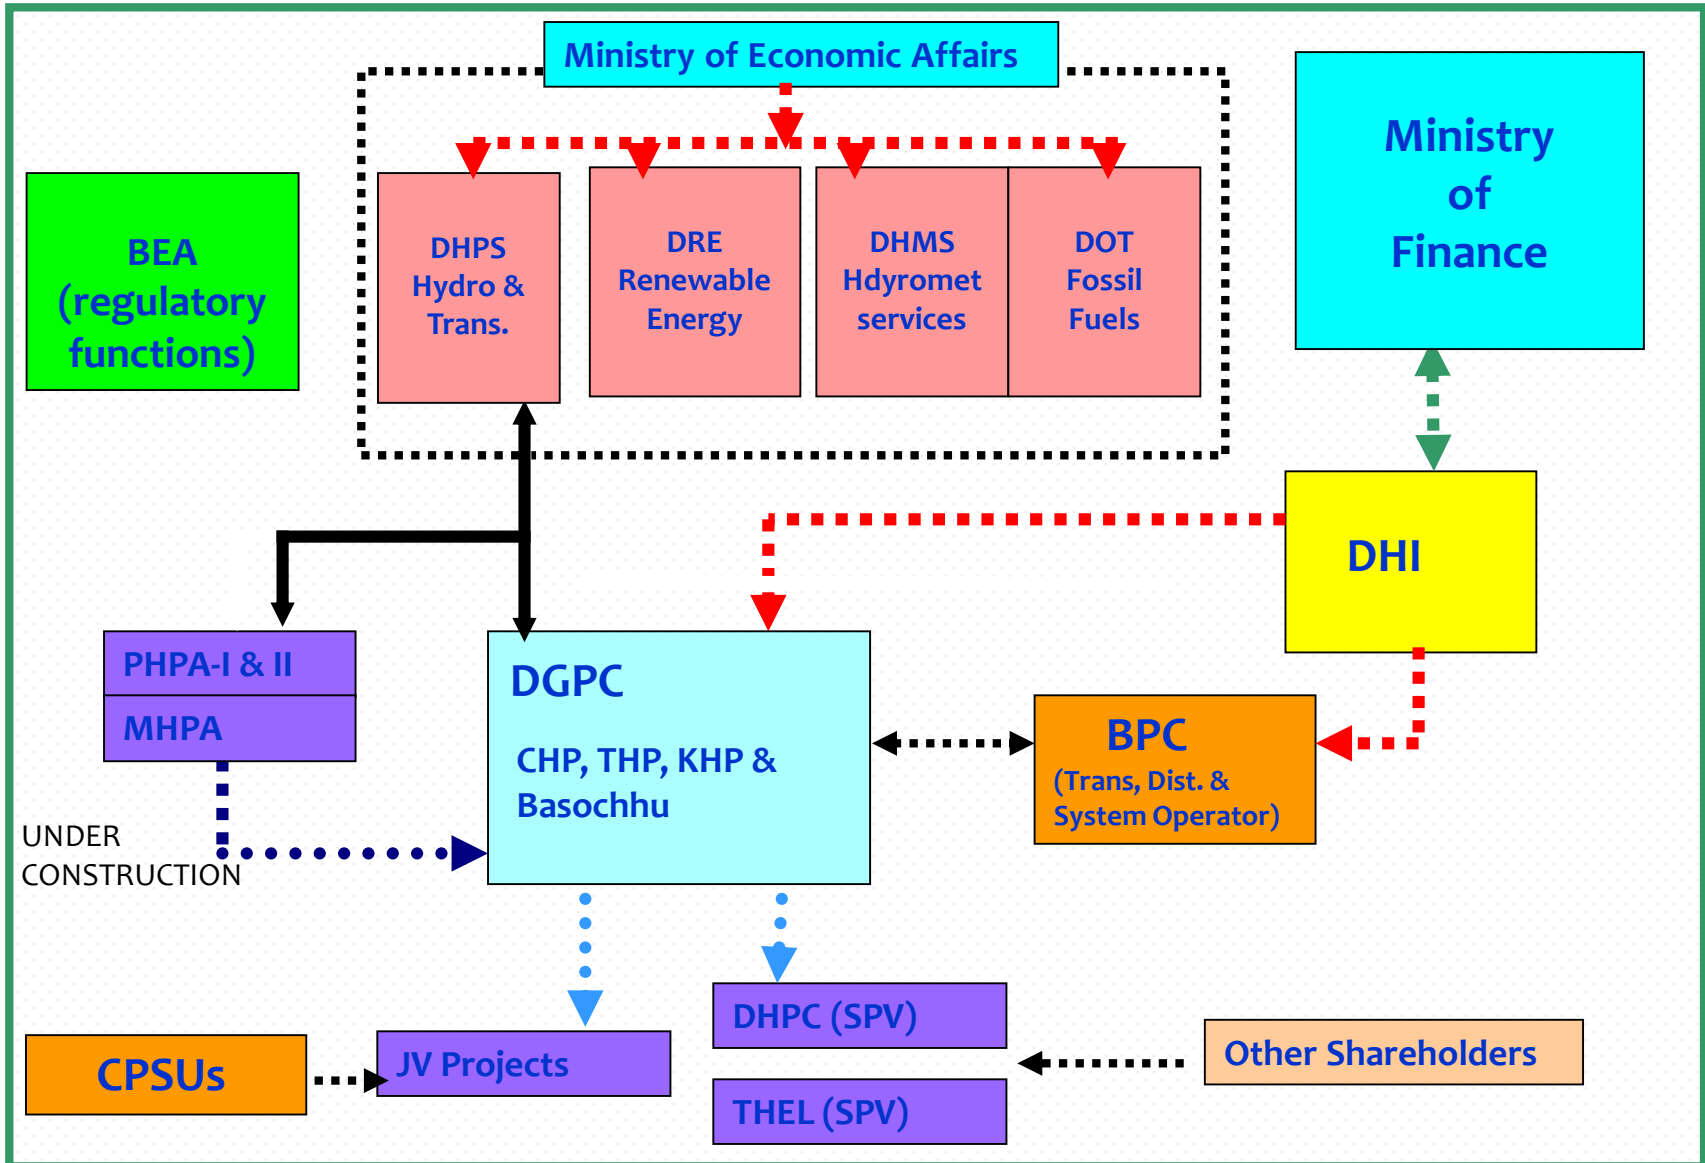 Ministry of Economic Affairs
Ministry
of
Finance
BEA
(regulatory
functions)
DHPS
Hydro &
Trans.
DRE
Renewable
Energy
DHMS
Hdyromet
services
DOT
Fossil
Fuels
DHI
PHPA-I & II
MHPA
DGPC
CHP, THP, KHP &
Basochhu
BPC
(Trans, Dist. &
System Operator)
UNDER
CONSTRUCTION
DHPC (SPV)
THEL (SPV)
JV Projects
CPSUs
Other Shareholders